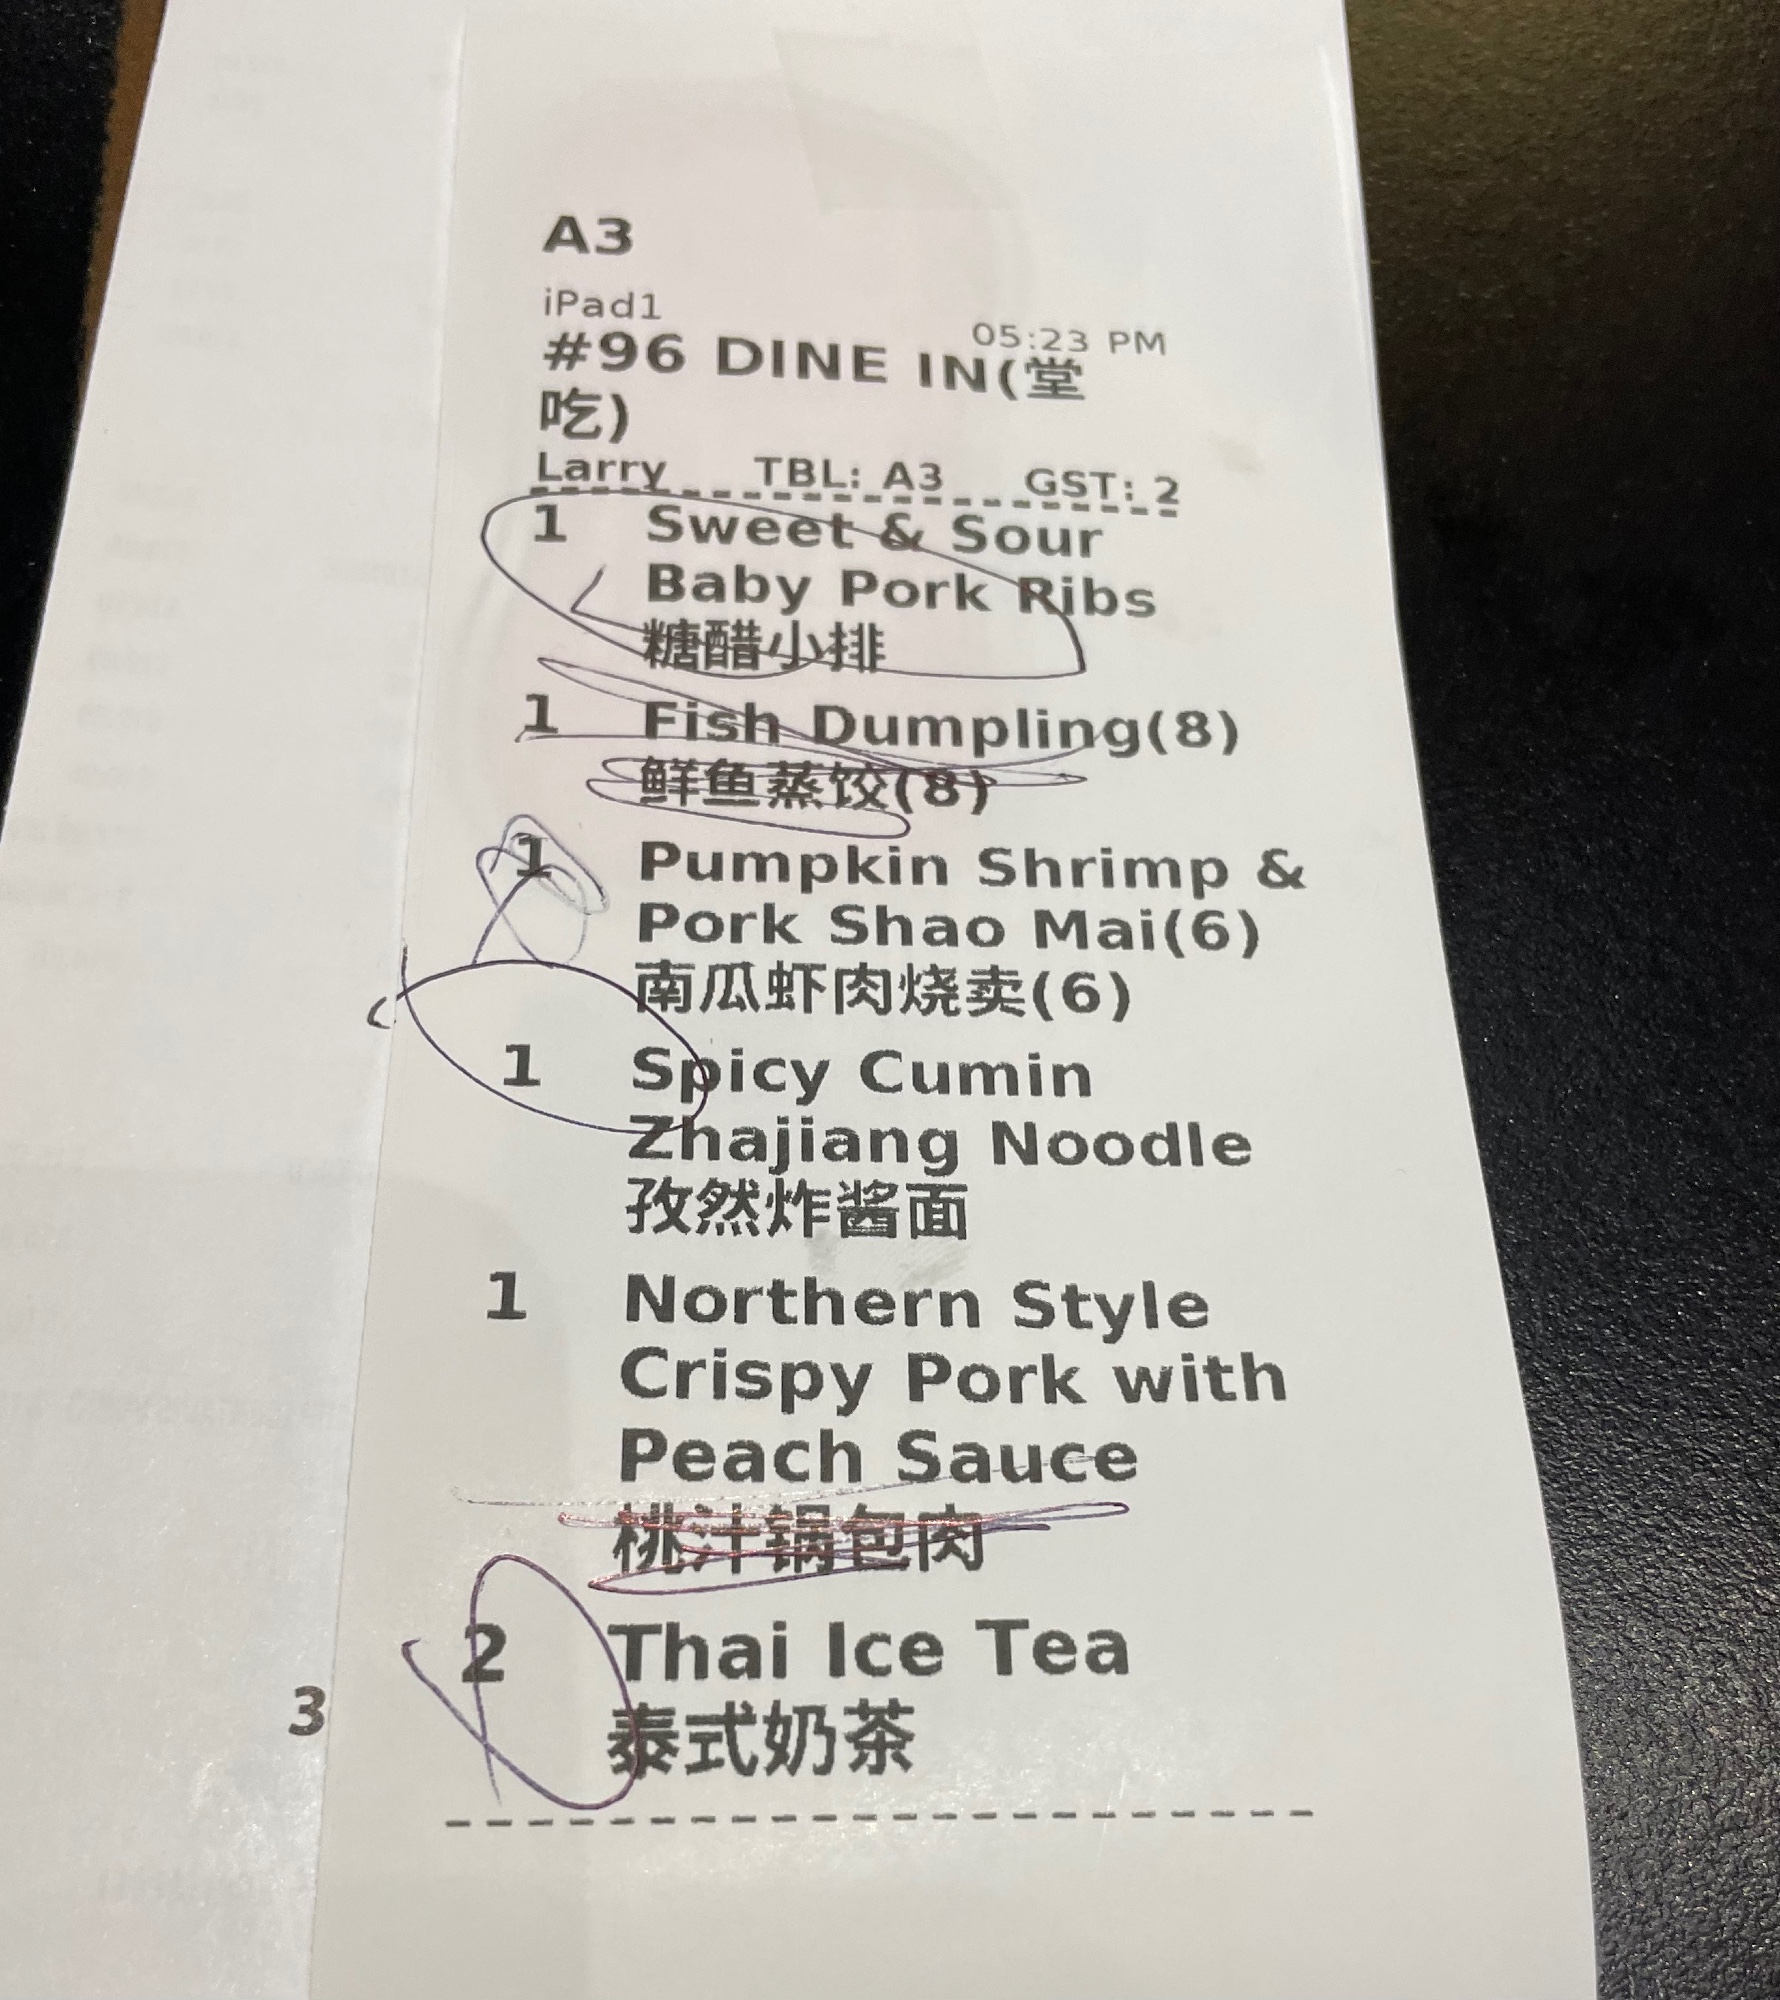 A3
iPad1 05:23 PM
#96 DINE IN(堂
吃)
Larry TBL: A3 GST: 2
1 Sweet & Sour
Baby Pork Ribs
糖醋小排
1 Fish Dumpling(8)
鲜鱼蒸饺(8)
1 Pumpkin Shrimp &
Pork Shao Mai(6)
南瓜虾肉烧卖(6)
1 Spicy Cumin
Zhajiang Noodle
孜然炸酱面
1 Northern Style
Crispy Pork with
Peach Sauce
桃汁锅包肉
2 Thai Ice Tea
3
泰式奶茶